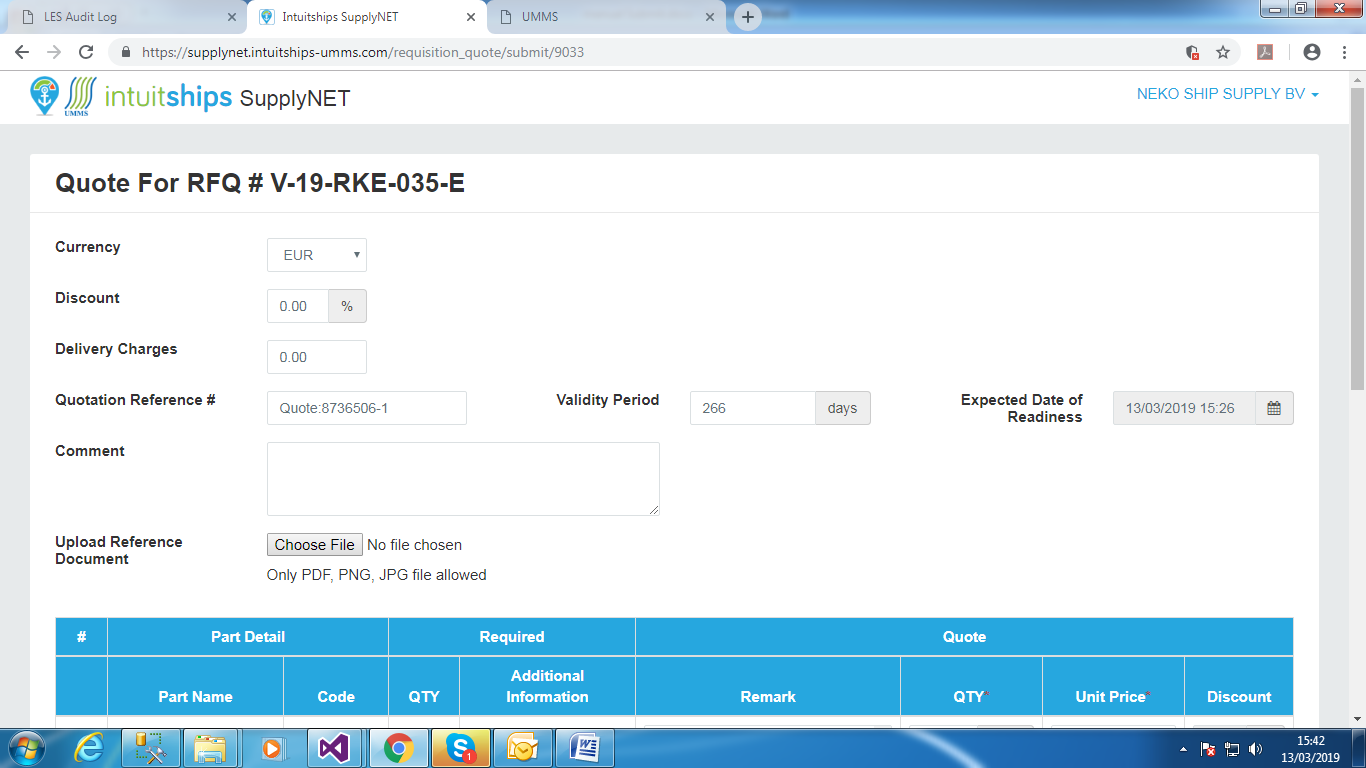 LES Audit Log
Intuitships SupplyNET
UMMS
https://supplynet.intuitships-umms.com/requisition_quote/submit/9033
UMMS
intuitships SupplyNET
NEKO SHIP SUPPLY BV
Quote For RFQ # V-19-RKE-035-E
Currency
EUR
Discount
0.00 %
Delivery Charges
0.00
Quotation Reference #
Quote:8736506-1
Validity Period
266 days
Expected Date of
Readiness
13/03/2019 15:26
Comment
Upload Reference
Document
Choose File No file chosen
Only PDF, PNG, JPG file allowed
# Part Detail Required Quote
Additional
Part Name Code QTY Information Remark QTY* Unit Price* Discount
1
15:42
13/03/2019